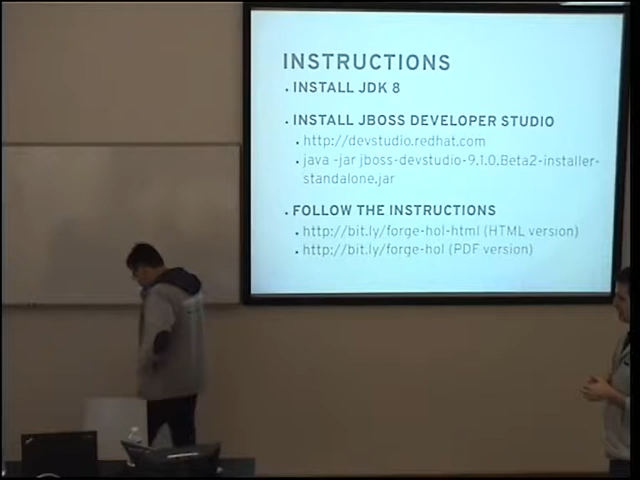 INSTRUCTIONS
INSTALL JDK 8
INSTALL JBOSS DEVELOPER STUDIO
http://devstudio.redhat.com
java -jar jboss-devstudio-9.1.0.Beta2-installer-
standalone.jar
FOLLOW THE INSTRUCTIONS
http://bit.ly/forge-hol-html (HTML version)
http://bit.ly/forge-hol (PDF version)